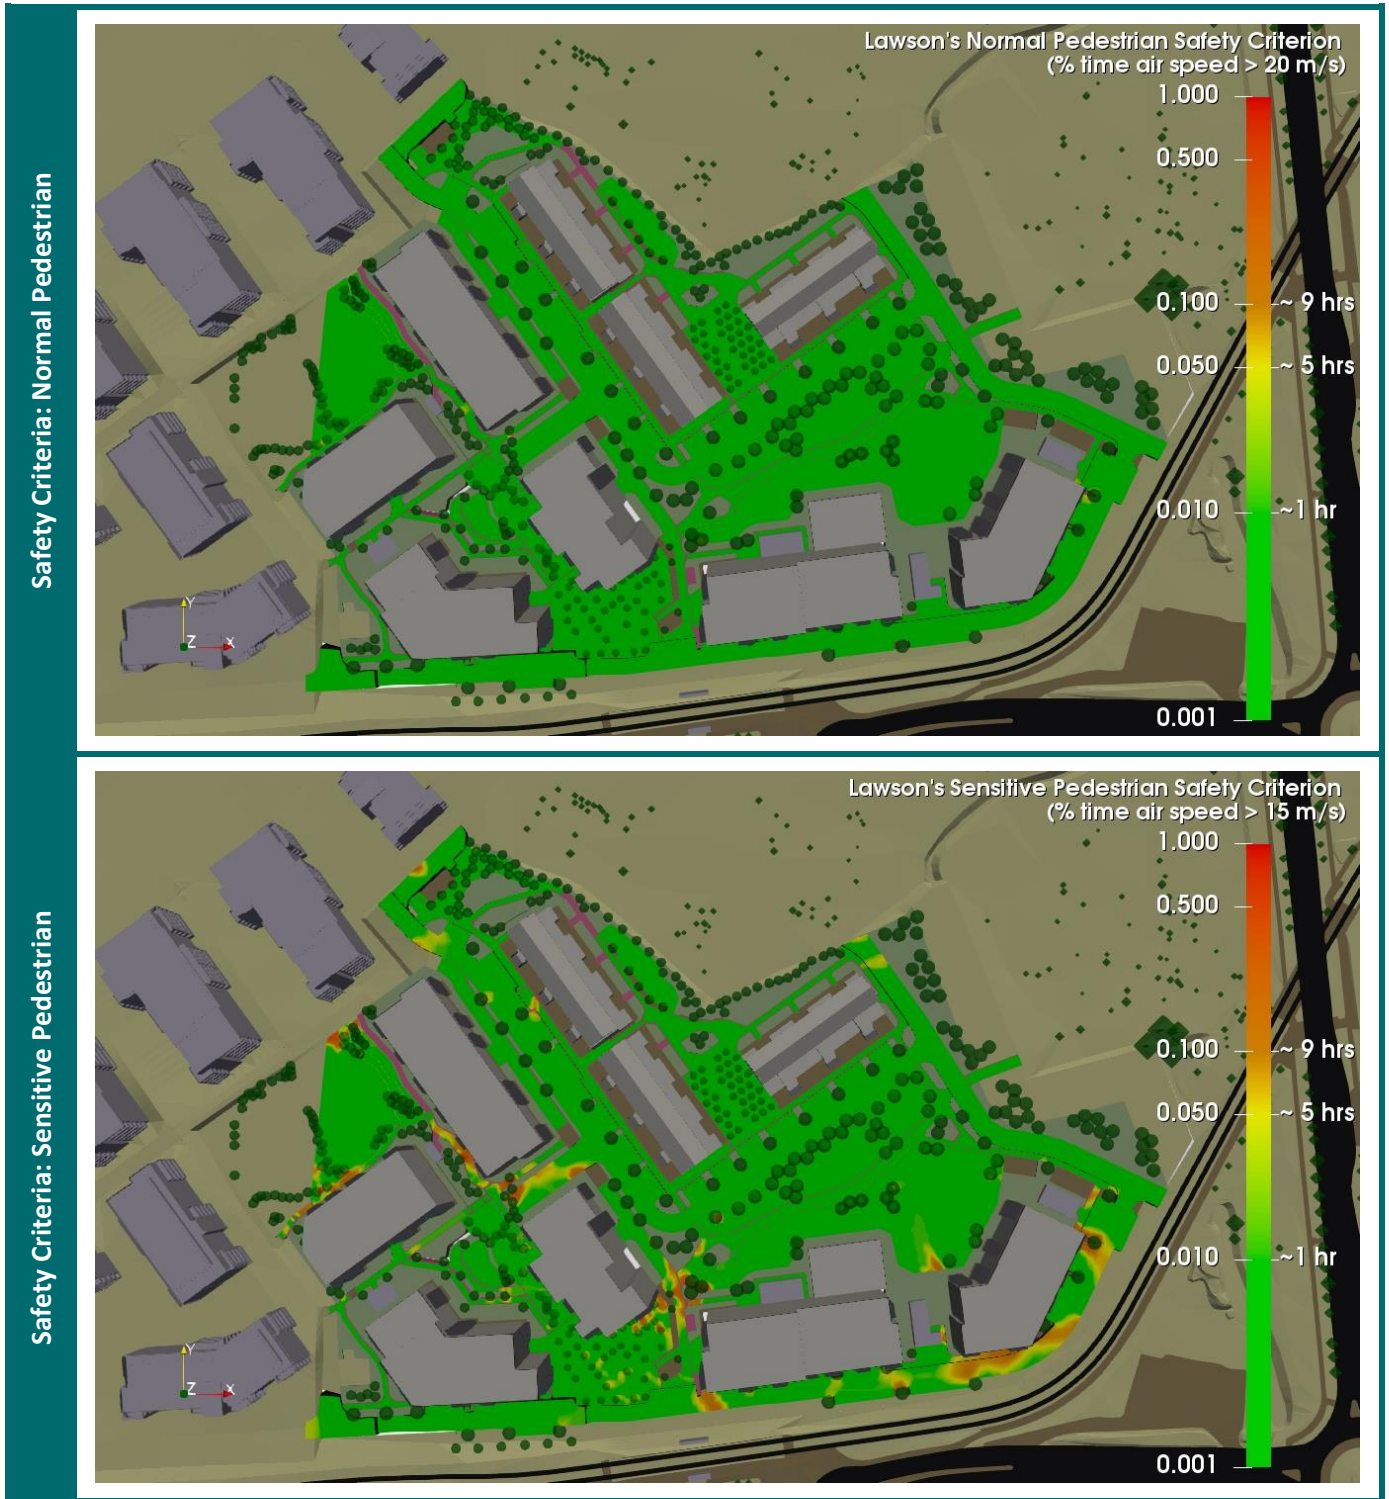 Safety Criteria: Normal Pedestrian
Lawson's Normal Pedestrian Safety Criterion
(% time air speed > 20 m/s)
1.000
0.500
0.100 ~ 9 hrs
0.050 ~ 5 hrs
0.010 ~1 hr
0.001
Y
Z X
Safety Criteria: Sensitive Pedestrian
Lawson's Sensitive Pedestrian Safety Criterion
(% time air speed > 15 m/s)
1.000
0.500
0.100 ~ 9 hrs
0.050 ~ 5 hrs
0.010 ~1 hr
0.001
Y
Z X